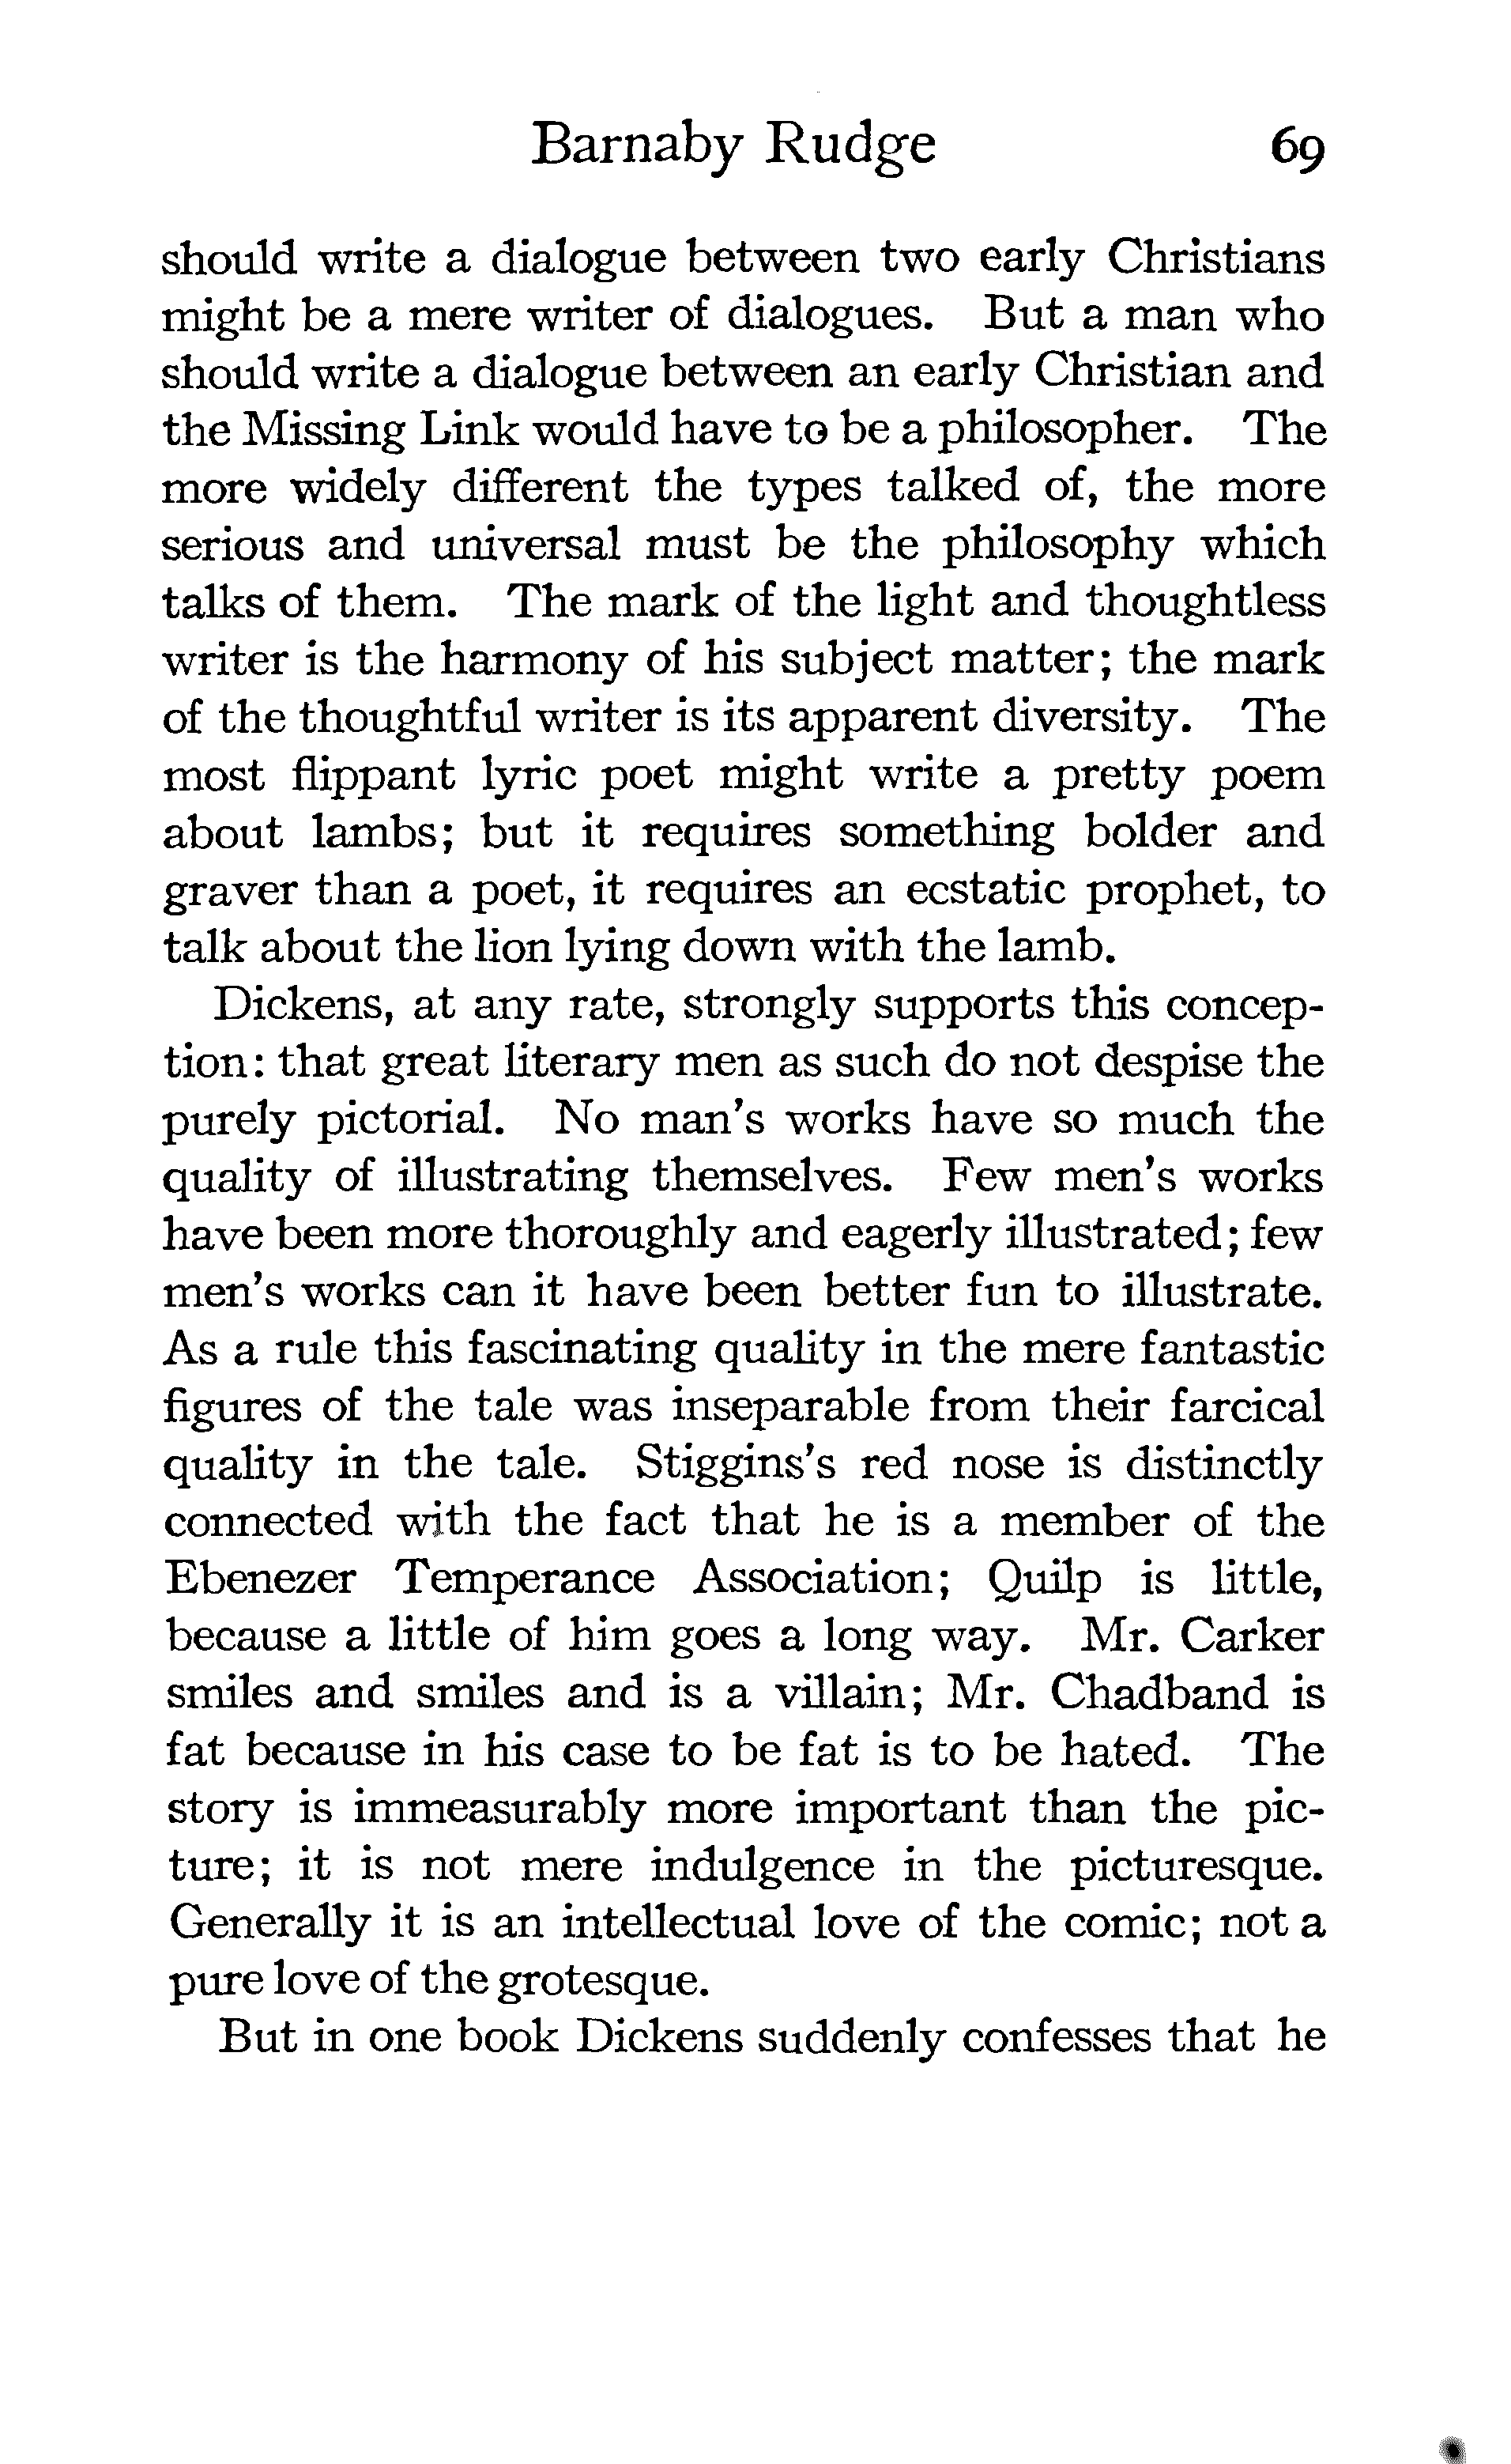 Barnaby Rudge 69
should write a dialogue between two early Christians
might be a mere writer of dialogues. But a man who
should write a dialogue between an early Christian and
the Missing Link would have to be a philosopher. The
more widely different the types talked of, the more
serious and universal must be the philosophy which
talks of them. The mark of the light and thoughtless
writer is the harmony of his subject matter; the mark
of the thoughtful writer is its apparent diversity. The
most flippant lyric poet might write a pretty poem
about lambs; but it requires something bolder and
graver than a poet, it requires an ecstatic prophet, to
talk about the lion lying down with the lamb.
Dickens, at any rate, strongly supports this concep-
tion: that great literary men as such do not despise the
purely pictorial. No man's works have so much the
quality of illustrating themselves. Few men's works
have been more thoroughly and eagerly illustrated; few
men's works can it have been better fun to illustrate.
As a rule this fascinating quality in the mere fantastic
figures of the tale was inseparable from their farcical
quality in the tale. Stiggins's red nose is distinctly
connected with the fact that he is a member of the
Ebenezer Temperance Association; Quilp is little,
because a little of him goes a long way. Mr. Carker
smiles and smiles and is a villain; Mr. Chadband is
fat because in his case to be fat is to be hated. The
story is immeasurably more important than the pic-
ture; it is not mere indulgence in the picturesque.
Generally it is an intellectual love of the comic; not a
pure love of the grotesque.
But in one book Dickens suddenly confesses that he